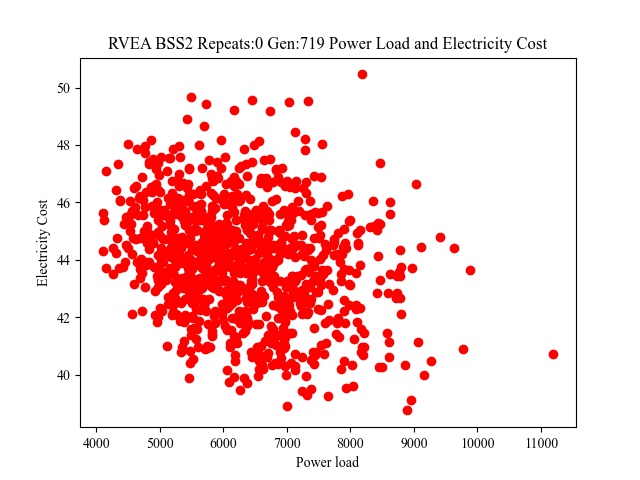 RVEA BSS2 Repeats:0 Gen:719 Power Load and Electricity Cost
Electricity Cost
50
48
46
44
42
40
4000 5000 6000 7000 8000 9000 10000 11000
Power load